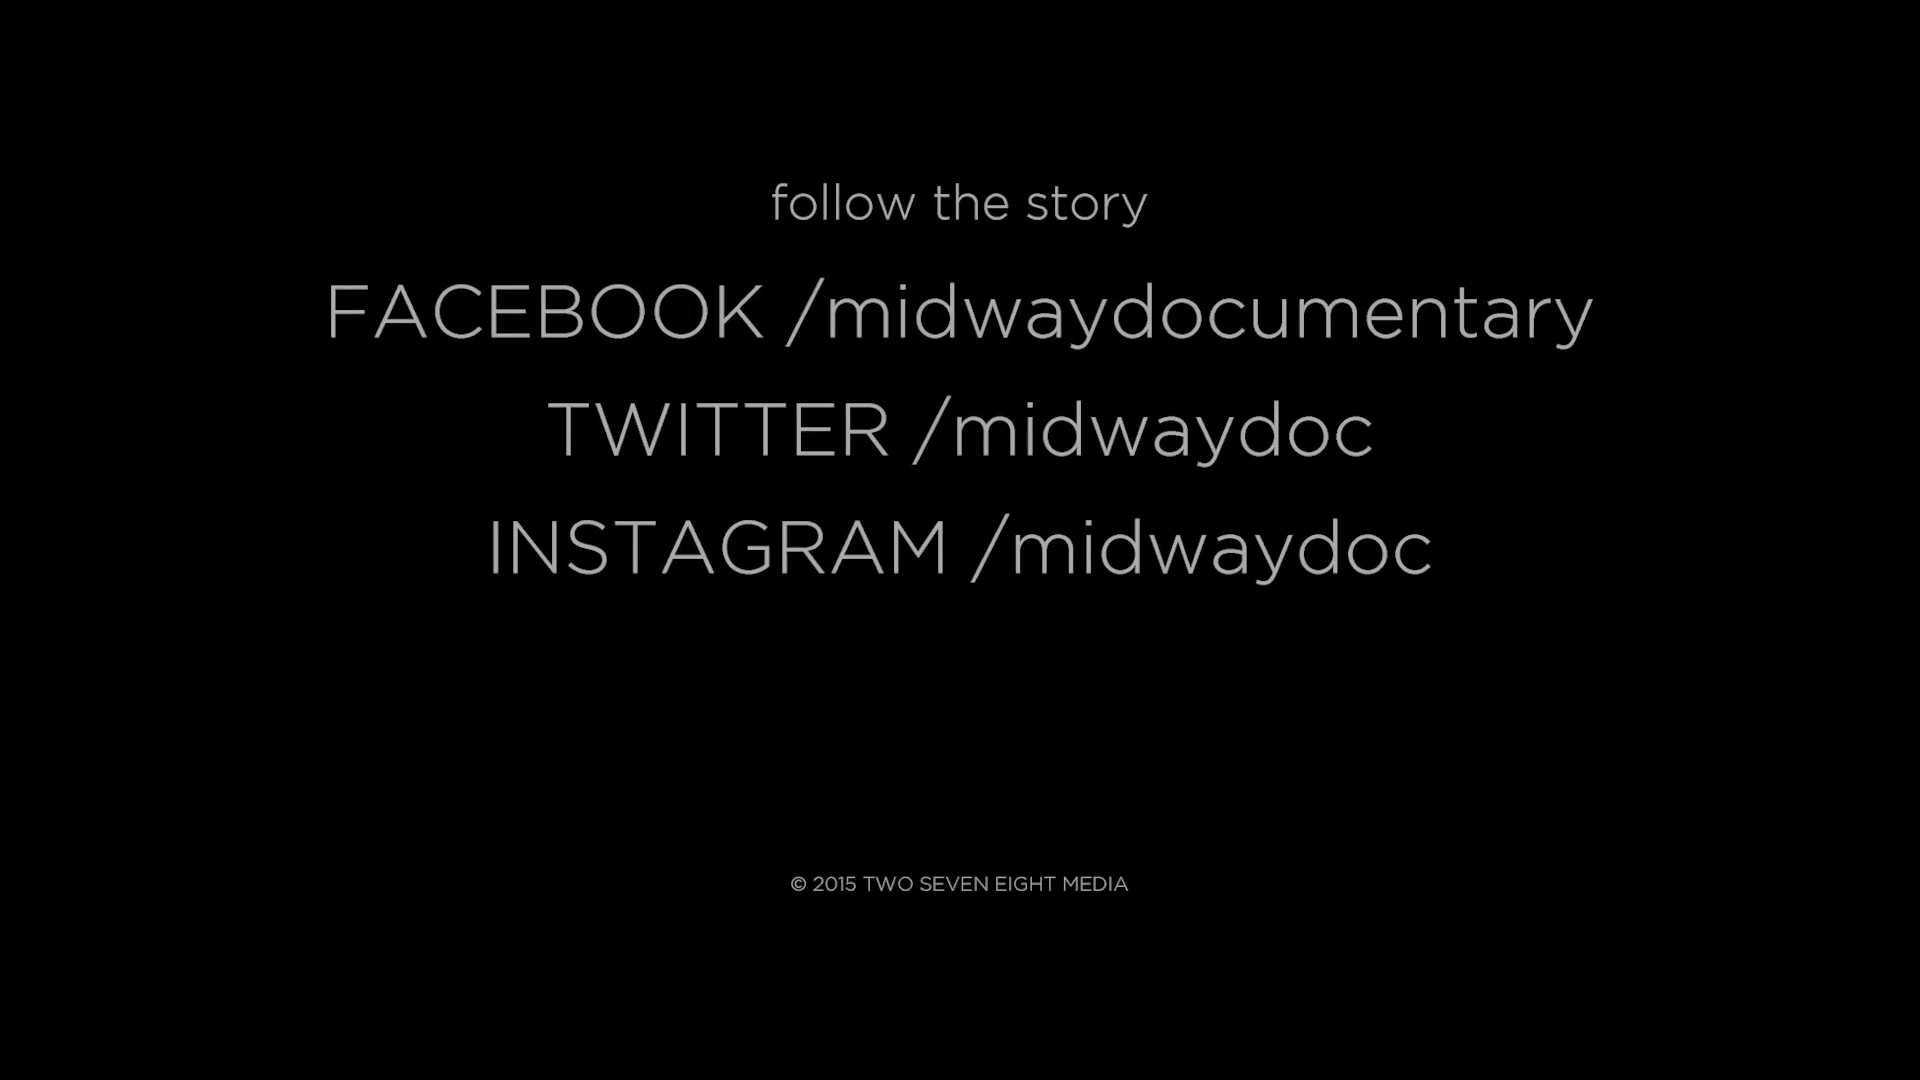 follow the story
FACEBOOK /midwaydocumentary
TWITTER /midwaydoc
INSTAGRAM /midwaydoc
© 2015 TWO SEVEN EIGHT MEDIA